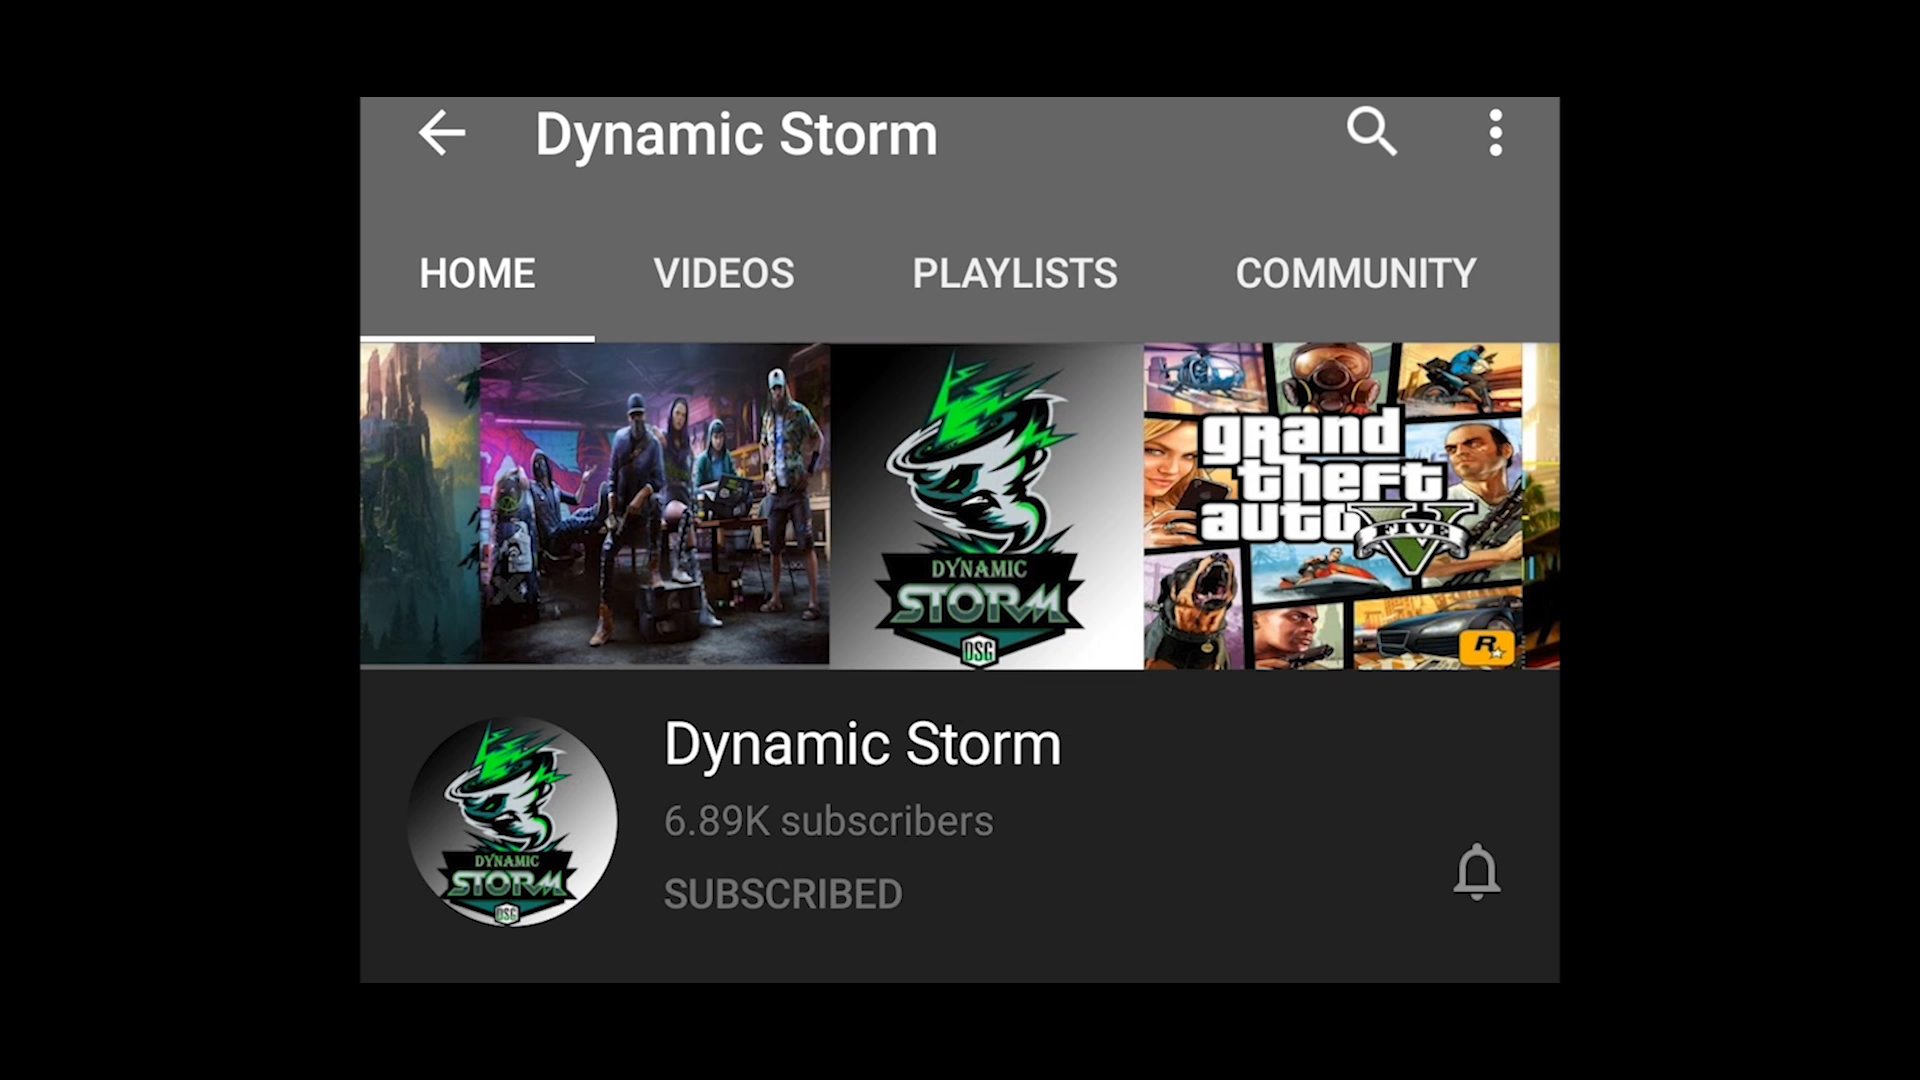 Dynamic Storm
HOME VIDEOS PLAYLISTS COMMUNITY
DYNAMIC
STORM
DSG
grand
theft
auto
FIVE
R
Dynamic Storm
6.89K subscribers
SUBSCRIBED
DYNAMIC
STORM
DSG